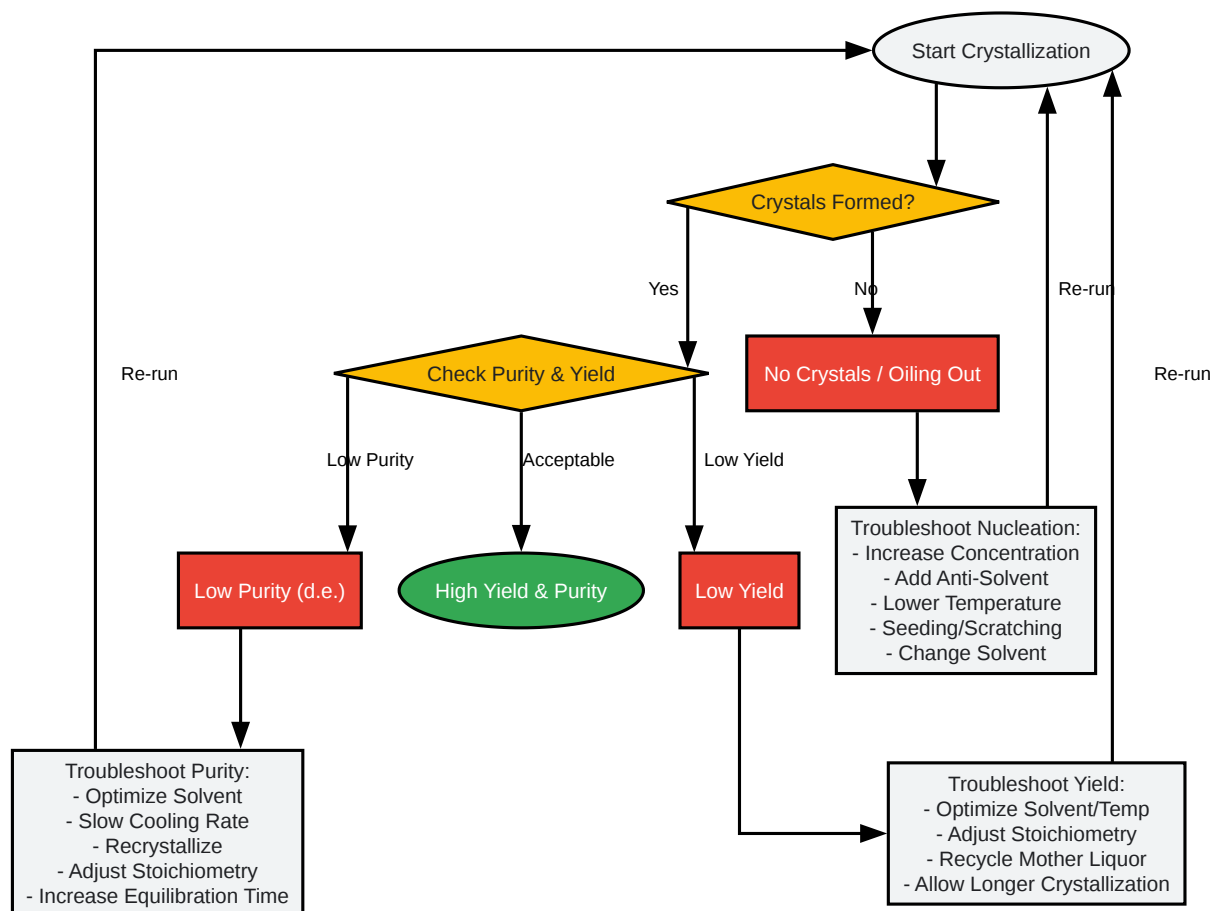 Start Crystallization
Crystals Formed?
Yes
No
Re-run
Re-run
Re-run
Check Purity & Yield
No Crystals / Oiling Out
Low Purity
Acceptable
Low Yield
Troubleshoot Nucleation:
- Increase Concentration
- Add Anti-Solvent
- Lower Temperature
- Seeding/Scratching
- Change Solvent
Low Purity (d.e.)
High Yield & Purity
Low Yield
Troubleshoot Purity:
- Optimize Solvent
- Slow Cooling Rate
- Recrystallize
- Adjust Stoichiometry
- Increase Equilibration Time
Troubleshoot Yield:
- Optimize Solvent/Temp
- Adjust Stoichiometry
- Recycle Mother Liquor
- Allow Longer Crystallization